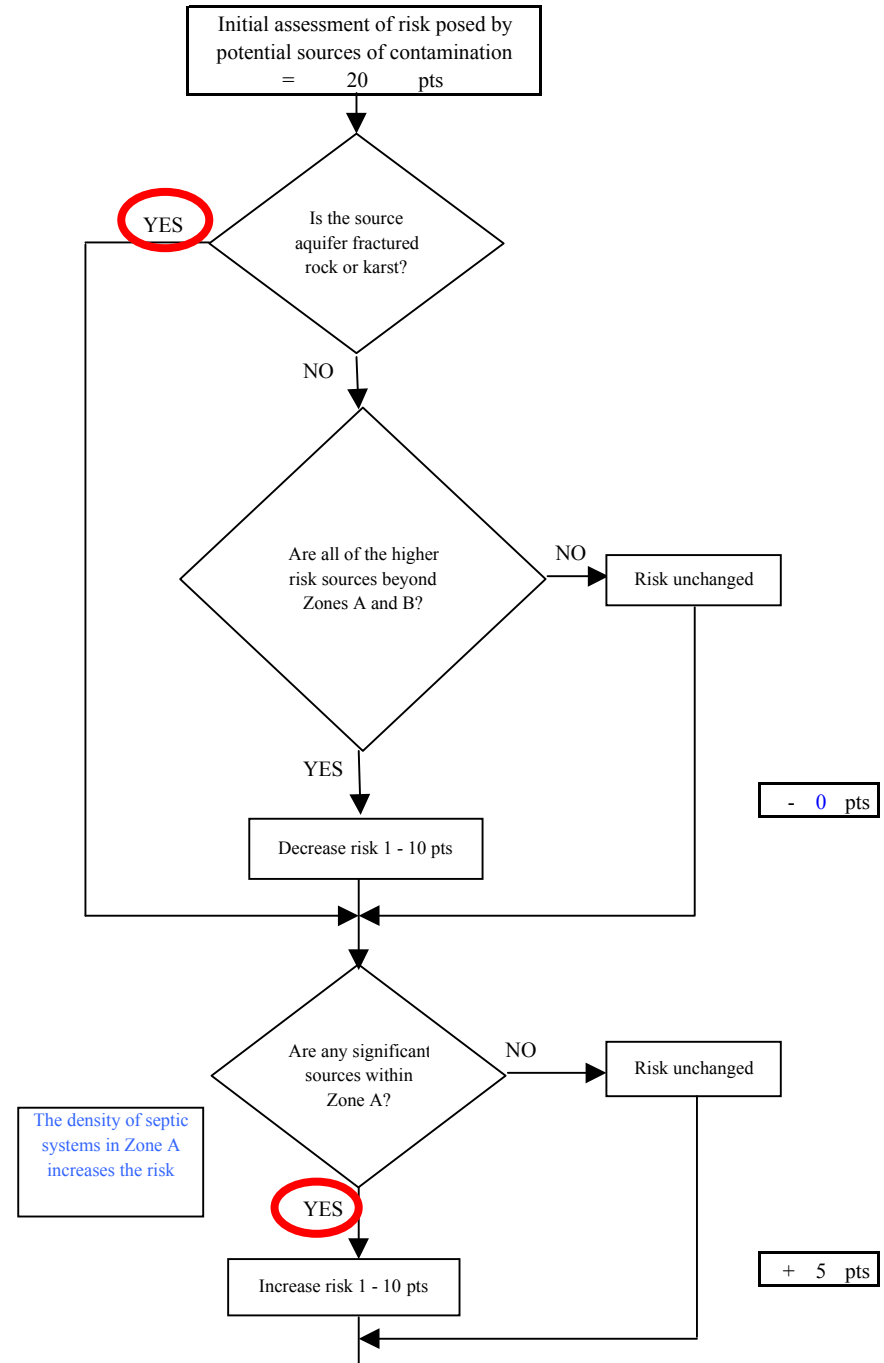 Initial assessment of risk posed by
potential sources of contamination
= 20 pts
YES
Is the source
aquifer fractured
rock or karst?
NO
Are all of the higher
risk sources beyond
Zones A and B?
NO
Risk unchanged
YES
- 0 pts
Decrease risk 1 - 10 pts
Are any significant
sources within
Zone A?
NO
Risk unchanged
The density of septic
systems in Zone A
increases the risk
YES
Increase risk 1 - 10 pts
+ 5 pts